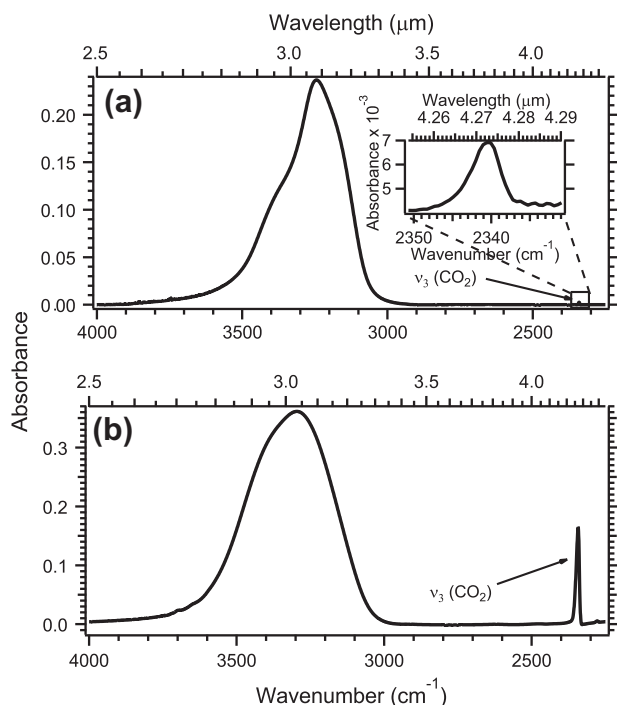 Wavelength (μm)
2.5 3.0 3.5 4.0
(a)
Wavelength (μm)
4.26 4.27 4.28 4.29
Absorbance x 10⁻³
7
6
5
2350 2340
Wavenumber (cm⁻¹)
ν₃ (CO₂)
0.20
0.15
0.10
0.05
0.00
4000 3500 3000 2500
Absorbance
2.5 3.0 3.5 4.0
(b)
0.3
0.2
0.1
0.0
ν₃ (CO₂)
4000 3500 3000 2500
Wavenumber (cm⁻¹)